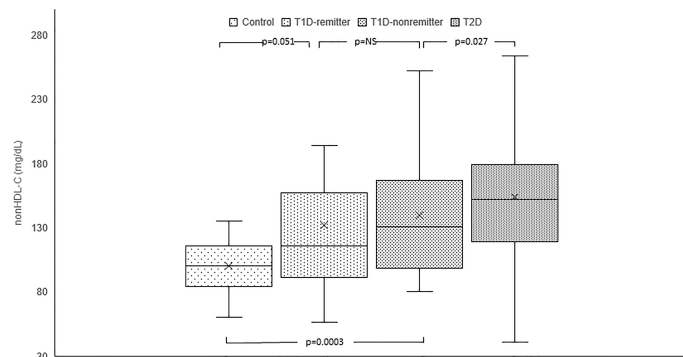 Control T1D-remitter T1D-nonremitter T2D
280
p=0.051 p=NS p=0.027
230
180
nonHDL-C (mg/dL)
130
80
p=0.0003
30